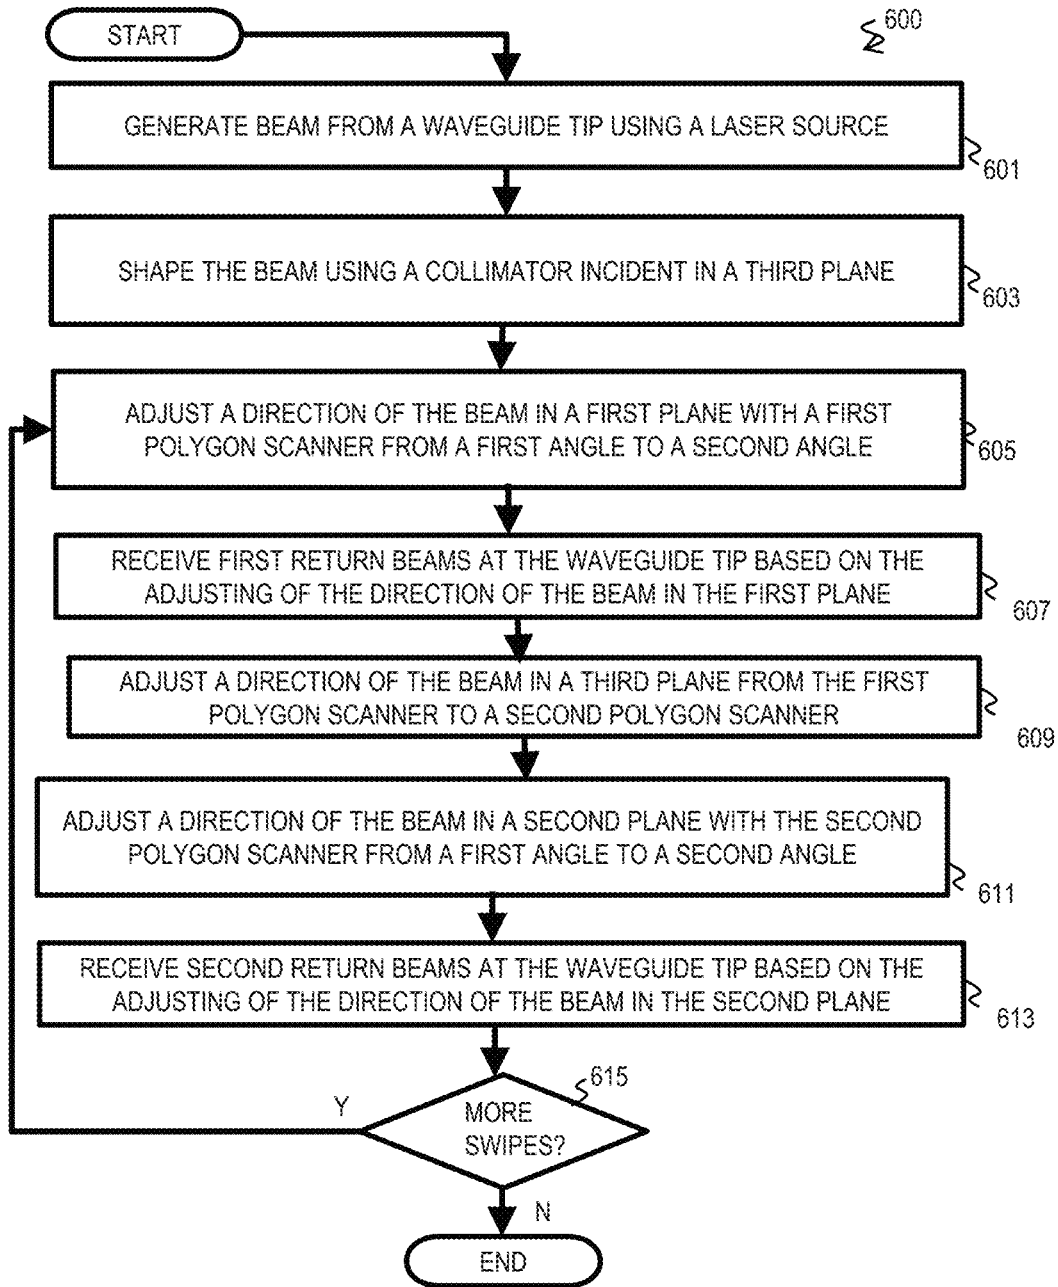 START
600
GENERATE BEAM FROM A WAVEGUIDE TIP USING A LASER SOURCE
601
SHAPE THE BEAM USING A COLLIMATOR INCIDENT IN A THIRD PLANE
603
ADJUST A DIRECTION OF THE BEAM IN A FIRST PLANE WITH A FIRST
POLYGON SCANNER FROM A FIRST ANGLE TO A SECOND ANGLE
605
RECEIVE FIRST RETURN BEAMS AT THE WAVEGUIDE TIP BASED ON THE
ADJUSTING OF THE DIRECTION OF THE BEAM IN THE FIRST PLANE
607
ADJUST A DIRECTION OF THE BEAM IN A THIRD PLANE FROM THE FIRST
POLYGON SCANNER TO A SECOND POLYGON SCANNER
609
ADJUST A DIRECTION OF THE BEAM IN A SECOND PLANE WITH THE SECOND
POLYGON SCANNER FROM A FIRST ANGLE TO A SECOND ANGLE
611
RECEIVE SECOND RETURN BEAMS AT THE WAVEGUIDE TIP BASED ON THE
ADJUSTING OF THE DIRECTION OF THE BEAM IN THE SECOND PLANE
613
615
Y
MORE
SWIPES?
N
END